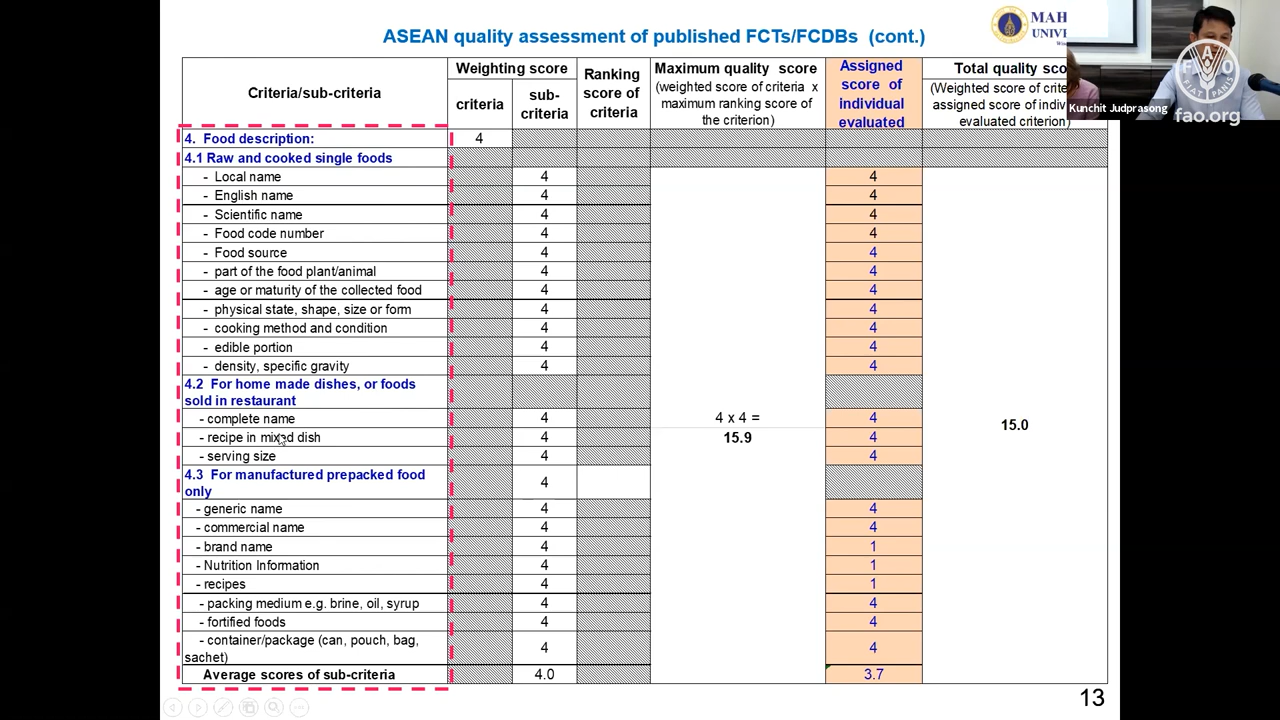 ASEAN quality assessment of published FCTs/FCDBs (cont.)
MAH
UNIVE
Kunchit Judprasong
FIAT PANIS
fao.org
Criteria/sub-criteria
Weighting score
criteria
sub-criteria
Ranking score of criteria
Maximum quality score
(weighted score of criteria x maximum ranking score of the criterion)
Assigned score of individual evaluated
Total quality sco
(Weighted score of crite
assigned score of indiv
evaluated criterion)
4. Food description: 4
4.1 Raw and cooked single foods
- Local name 4 4
- English name 4 4
- Scientific name 4 4
- Food code number 4 4
- Food source 4 4
- part of the food plant/animal 4 4
- age or maturity of the collected food 4 4
- physical state, shape, size or form 4 4
- cooking method and condition 4 4
- edible portion 4 4
- density, specific gravity 4 4
4.2 For home made dishes, or foods
sold in restaurant
- complete name 4 4 x 4 = 4
- recipe in mixed dish 4 15.9 4 15.0
- serving size 4 4
4.3 For manufactured prepacked food
only 4
- generic name 4 4
- commercial name 4 4
- brand name 4 1
- Nutrition Information 4 1
- recipes 4 1
- packing medium e.g. brine, oil, syrup 4 4
- fortified foods 4 4
- container/package (can, pouch, bag,
sachet) 4 4
Average scores of sub-criteria 4.0 3.7
13